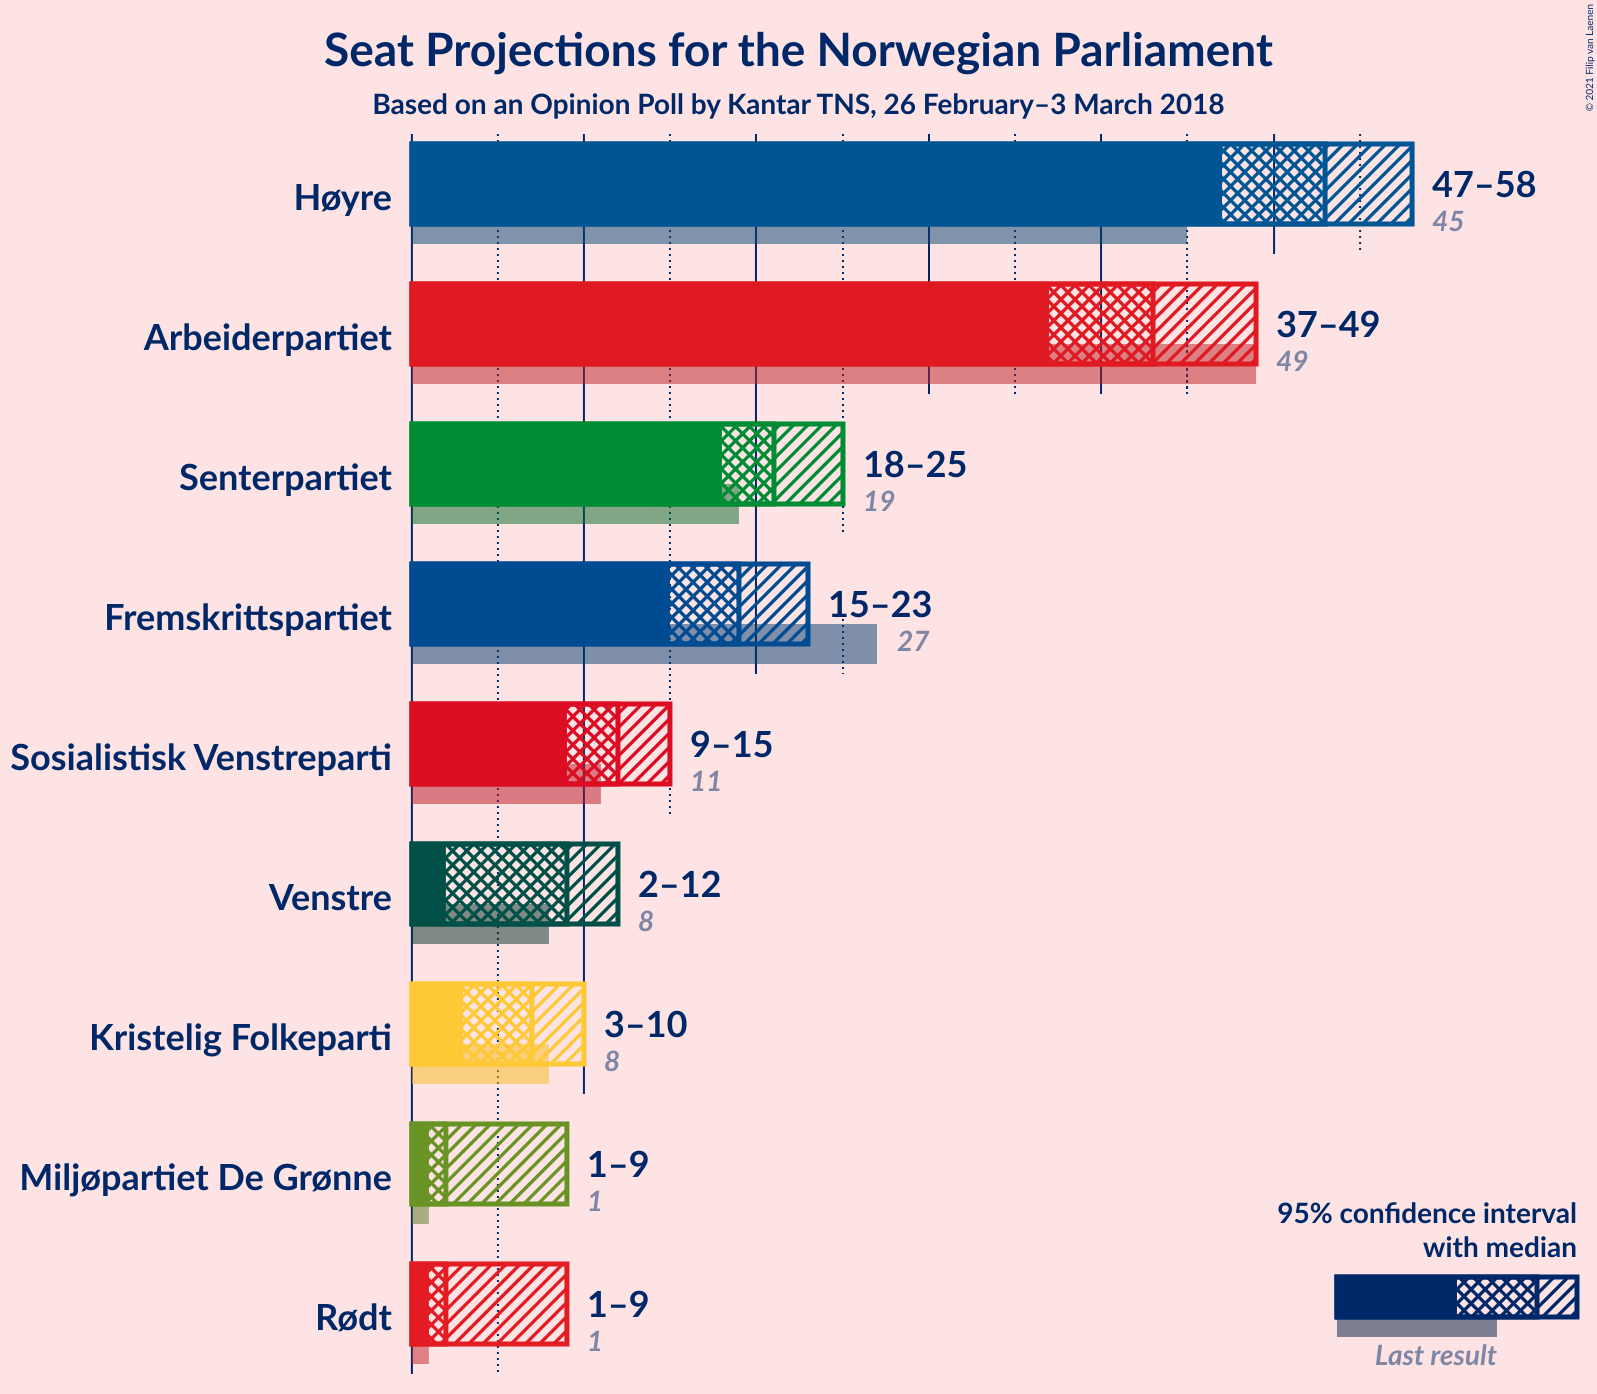 © 2021 Filip van Laenen
Seat Projections for the Norwegian Parliament
Based on an Opinion Poll by Kantar TNS, 26 February–3 March 2018
Høyre
47–58
45
Arbeiderpartiet
37–49
49
Senterpartiet
18–25
19
Fremskrittspartiet
15–23
27
Sosialistisk Venstreparti
9–15
11
Venstre
2–12
8
Kristelig Folkeparti
3–10
8
Miljøpartiet De Grønne
1–9
1
Rødt
1–9
1
95% confidence interval
with median
Last result